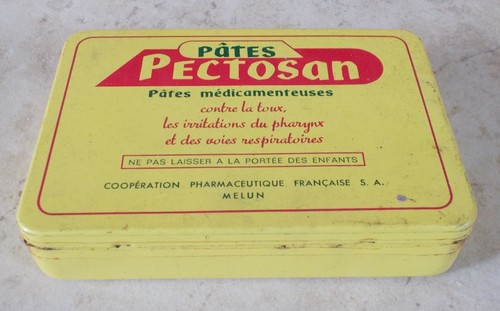 PÂTES
PECTOSAN
Pâtes médicamenteuses
contre la toux,
les irritations du pharynx
et des voies respiratoires
NE PAS LAISSER A LA PORTÉE DES ENFANTS
COOPÉRATION PHARMACEUTIQUE FRANÇAISE S. A.
MELUN